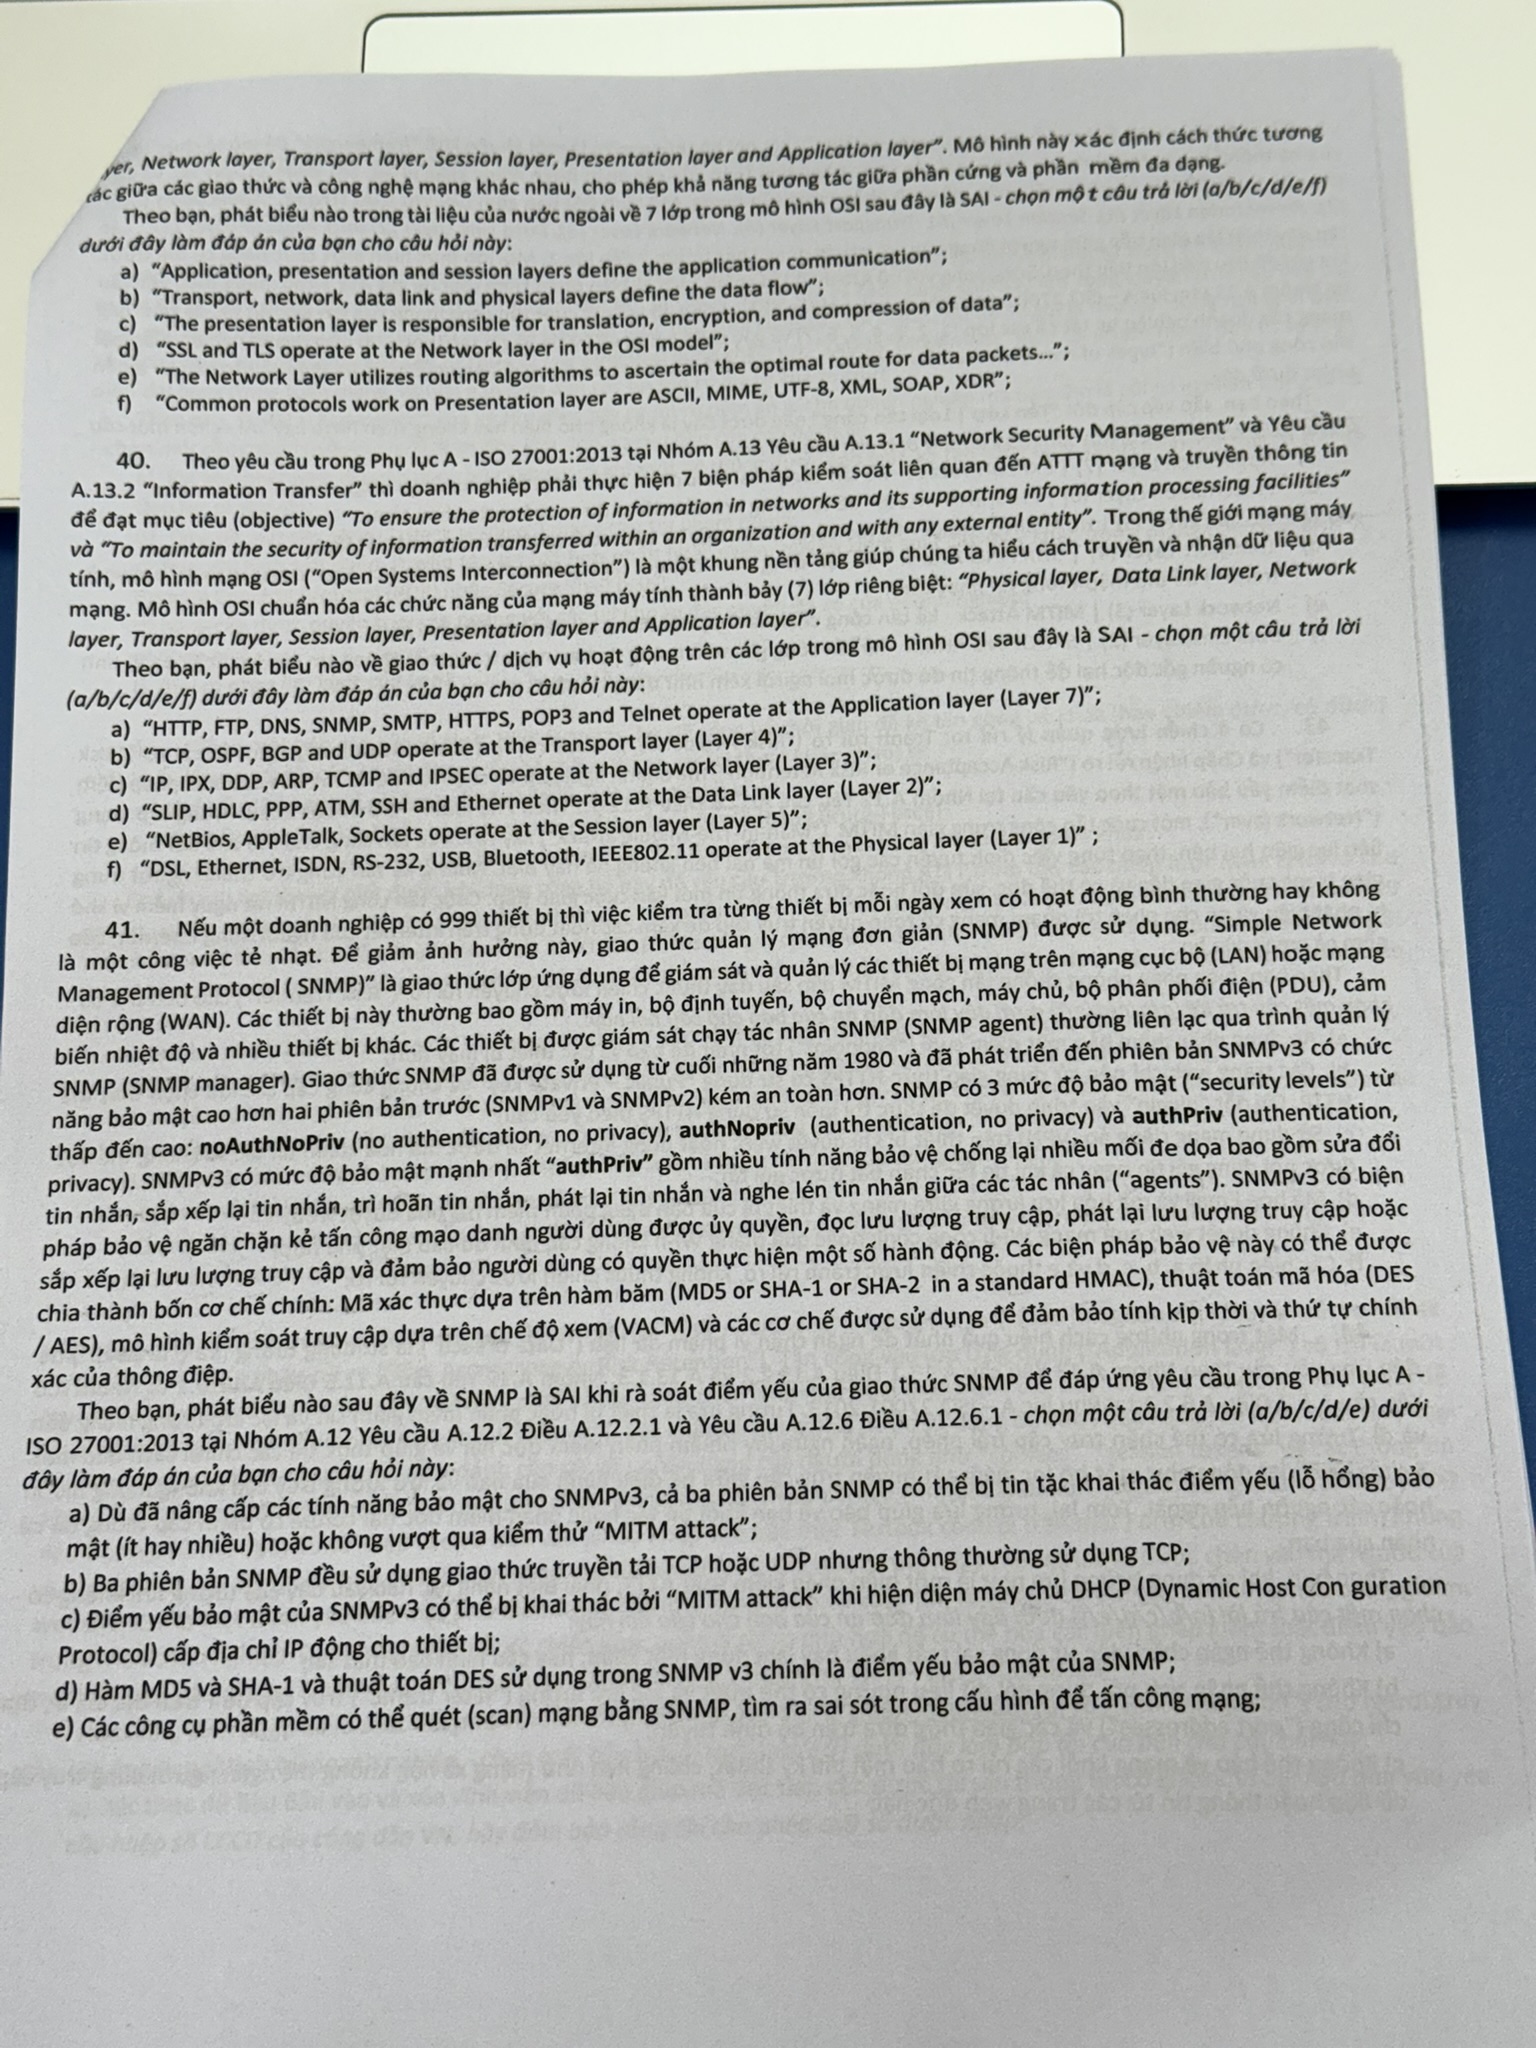 yer, Network layer, Transport layer, Session layer, Presentation layer and Application layer”. Mô hình này xác định cách thức tương
tác giữa các giao thức và công nghệ mạng khác nhau, cho phép khả năng tương tác giữa phần cứng và phần mềm đa dạng.
Theo bạn, phát biểu nào trong tài liệu của nước ngoài về 7 lớp trong mô hình OSI sau đây là SAI - chọn một câu trả lời (a/b/c/d/e/f)
dưới đây làm đáp án của bạn cho câu hỏi này:
a) “Application, presentation and session layers define the application communication”;
b) “Transport, network, data link and physical layers define the data flow”;
c) “The presentation layer is responsible for translation, encryption, and compression of data”;
d) “SSL and TLS operate at the Network layer in the OSI model”;
e) “The Network Layer utilizes routing algorithms to ascertain the optimal route for data packets...”;
f) “Common protocols work on Presentation layer are ASCII, MIME, UTF-8, XML, SOAP, XDR”;
40. Theo yêu cầu trong Phụ lục A - ISO 27001:2013 tại Nhóm A.13 Yêu cầu A.13.1 “Network Security Management” và Yêu cầu
A.13.2 “Information Transfer” thì doanh nghiệp phải thực hiện 7 biện pháp kiểm soát liên quan đến ATTT mạng và truyền thông tin
để đạt mục tiêu (objective) “To ensure the protection of information in networks and its supporting information processing facilities”
và “To maintain the security of information transferred within an organization and with any external entity”. Trong thế giới mạng máy
tính, mô hình mạng OSI (“Open Systems Interconnection”) là một khung nền tảng giúp chúng ta hiểu cách truyền và nhận dữ liệu qua
mạng. Mô hình OSI chuẩn hóa các chức năng của mạng máy tính thành bảy (7) lớp riêng biệt: “Physical layer, Data Link layer, Network
layer, Transport layer, Session layer, Presentation layer and Application layer”.
Theo bạn, phát biểu nào về giao thức / dịch vụ hoạt động trên các lớp trong mô hình OSI sau đây là SAI - chọn một câu trả lời
(a/b/c/d/e/f) dưới đây làm đáp án của bạn cho câu hỏi này:
a) “HTTP, FTP, DNS, SNMP, SMTP, HTTPS, POP3 and Telnet operate at the Application layer (Layer 7)”;
b) “TCP, OSPF, BGP and UDP operate at the Transport layer (Layer 4)”;
c) “IP, IPX, DDP, ARP, TCMP and IPSEC operate at the Network layer (Layer 3)”;
d) “SLIP, HDLC, PPP, ATM, SSH and Ethernet operate at the Data Link layer (Layer 2)”;
e) “NetBios, AppleTalk, Sockets operate at the Session layer (Layer 5)”;
f) “DSL, Ethernet, ISDN, RS-232, USB, Bluetooth, IEEE802.11 operate at the Physical layer (Layer 1)” ;
41. Nếu một doanh nghiệp có 999 thiết bị thì việc kiểm tra từng thiết bị mỗi ngày xem có hoạt động bình thường hay không
là một công việc tẻ nhạt. Để giảm ảnh hưởng này, giao thức quản lý mạng đơn giản (SNMP) được sử dụng. “Simple Network
Management Protocol ( SNMP)” là giao thức lớp ứng dụng để giám sát và quản lý các thiết bị mạng trên mạng cục bộ (LAN) hoặc mạng
diện rộng (WAN). Các thiết bị này thường bao gồm máy in, bộ định tuyến, bộ chuyển mạch, máy chủ, bộ phân phối điện (PDU), cảm
biến nhiệt độ và nhiều thiết bị khác. Các thiết bị được giám sát chạy tác nhân SNMP (SNMP agent) thường liên lạc qua trình quản lý
SNMP (SNMP manager). Giao thức SNMP đã được sử dụng từ cuối những năm 1980 và đã phát triển đến phiên bản SNMPv3 có chức
năng bảo mật cao hơn hai phiên bản trước (SNMPv1 và SNMPv2) kém an toàn hơn. SNMP có 3 mức độ bảo mật (“security levels”) từ
thấp đến cao: noAuthNoPriv (no authentication, no privacy), authNopriv (authentication, no privacy) và authPriv (authentication,
privacy). SNMPv3 có mức độ bảo mật mạnh nhất “authPriv” gồm nhiều tính năng bảo vệ chống lại nhiều mối đe dọa bao gồm sửa đổi
tin nhắn, sắp xếp lại tin nhắn, trì hoãn tin nhắn, phát lại tin nhắn và nghe lén tin nhắn giữa các tác nhân (“agents”). SNMPv3 có biện
pháp bảo vệ ngăn chặn kẻ tấn công mạo danh người dùng được ủy quyền, đọc lưu lượng truy cập, phát lại lưu lượng truy cập hoặc
sắp xếp lại lưu lượng truy cập và đảm bảo người dùng có quyền thực hiện một số hành động. Các biện pháp bảo vệ này có thể được
chia thành bốn cơ chế chính: Mã xác thực dựa trên hàm băm (MD5 or SHA-1 or SHA-2 in a standard HMAC), thuật toán mã hóa (DES
/ AES), mô hình kiểm soát truy cập dựa trên chế độ xem (VACM) và các cơ chế được sử dụng để đảm bảo tính kịp thời và thứ tự chính
xác của thông điệp.
Theo bạn, phát biểu nào sau đây về SNMP là SAI khi rà soát điểm yếu của giao thức SNMP để đáp ứng yêu cầu trong Phụ lục A -
ISO 27001:2013 tại Nhóm A.12 Yêu cầu A.12.2 Điều A.12.2.1 và Yêu cầu A.12.6 Điều A.12.6.1 - chọn một câu trả lời (a/b/c/d/e) dưới
đây làm đáp án của bạn cho câu hỏi này:
a) Dù đã nâng cấp các tính năng bảo mật cho SNMPv3, cả ba phiên bản SNMP có thể bị tin tặc khai thác điểm yếu (lỗ hổng) bảo
mật (ít hay nhiều) hoặc không vượt qua kiểm thử “MITM attack”;
b) Ba phiên bản SNMP đều sử dụng giao thức truyền tải TCP hoặc UDP nhưng thông thường sử dụng TCP;
c) Điểm yếu bảo mật của SNMPv3 có thể bị khai thác bởi “MITM attack” khi hiện diện máy chủ DHCP (Dynamic Host Con guration
Protocol) cấp địa chỉ IP động cho thiết bị;
d) Hàm MD5 và SHA-1 và thuật toán DES sử dụng trong SNMP v3 chính là điểm yếu bảo mật của SNMP;
e) Các công cụ phần mềm có thể quét (scan) mạng bằng SNMP, tìm ra sai sót trong cấu hình để tấn công mạng;